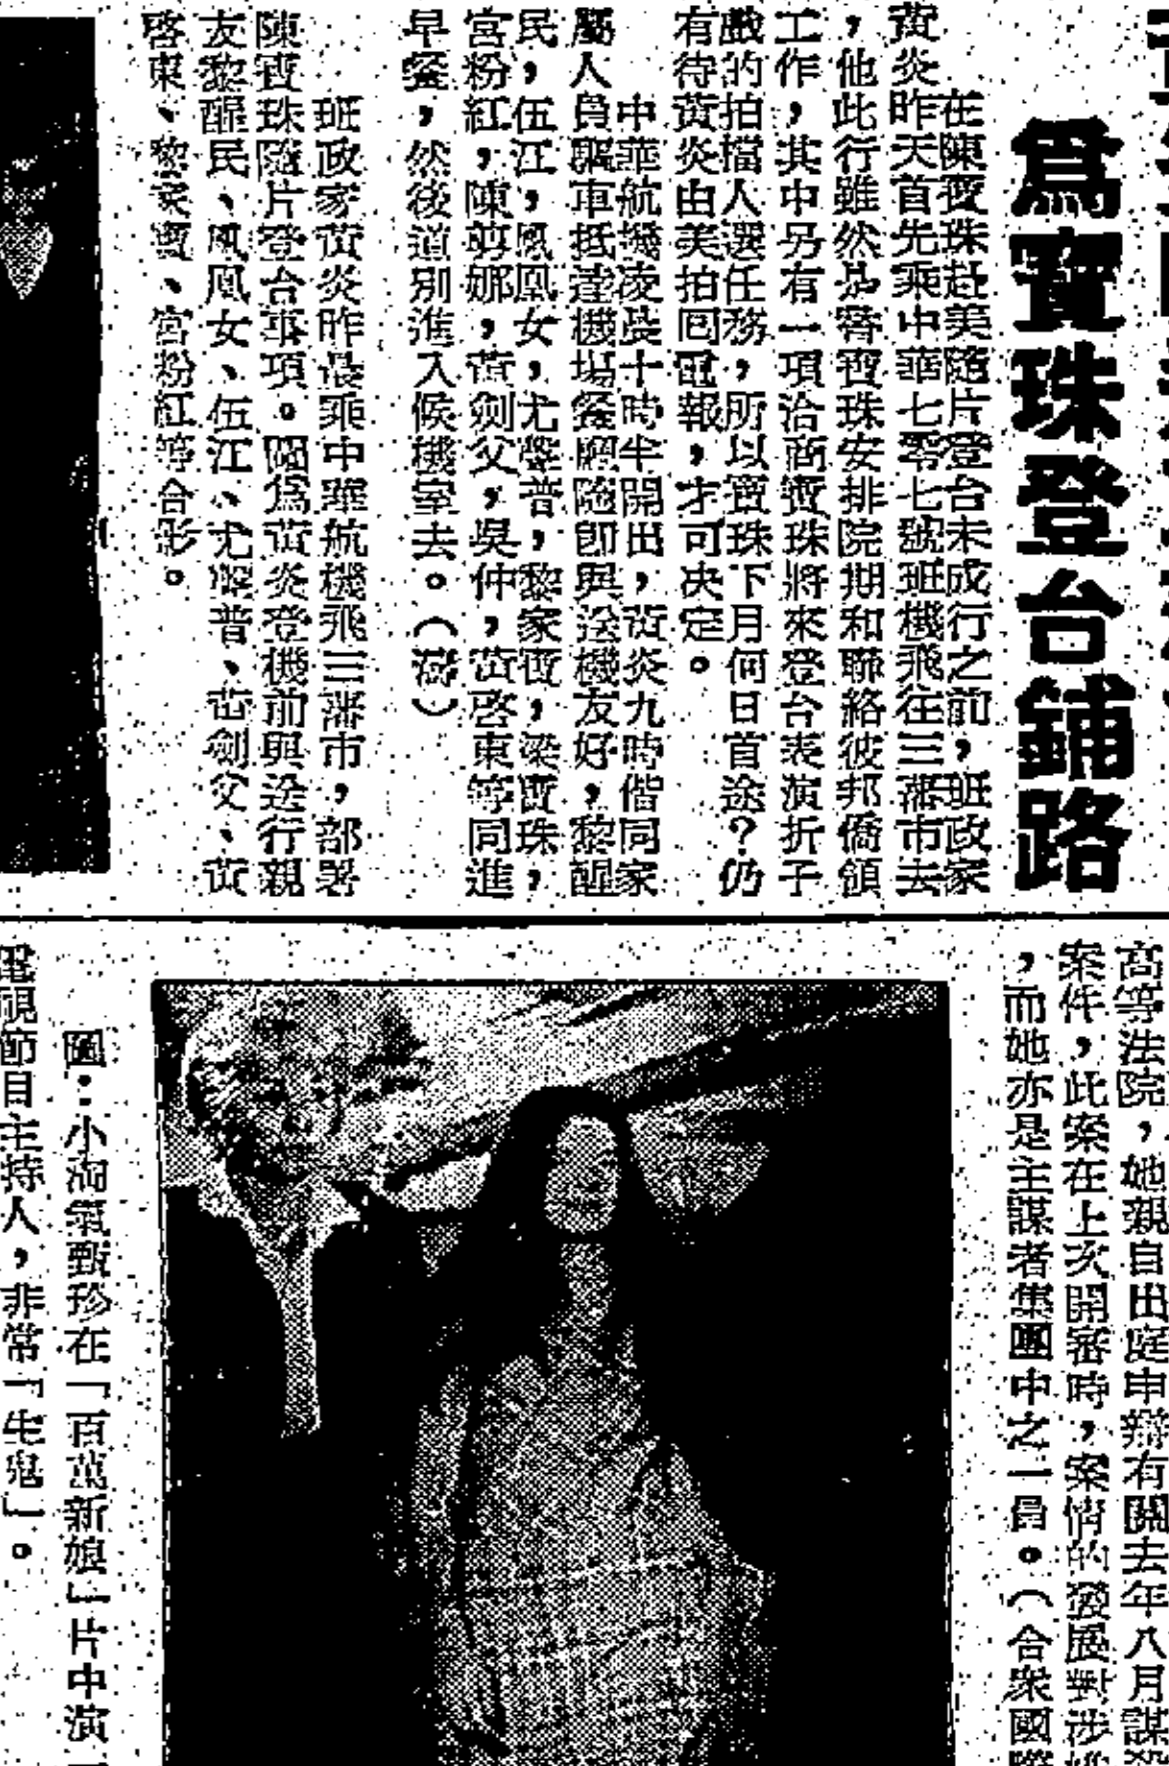 爲寶珠登台鋪路
在陳寶珠赴美隨片登台未成行之前，班政家
黃炎昨天首先乘中華七零七號班機飛往三藩市去
，他此行雖然是替寶珠安排院期和聯絡彼邦僑領
工作，其中另有一項洽商寶珠將來登台表演折子
戲的拍擋人選任務，所以寶珠下月何日首途？仍
有待黃炎由美拍回電報，才可決定。
中華航機凌晨十時半開出，黃炎九時偕同家
屬人員驅車抵達機場餐廳隨即與送機友好，黎醒
民，伍江，鳳凰女，尤聲普，黎家寶，梁寶珠，
宮粉紅，陳剪娜，黃劍父，吳仲，黃啓東等同進
早餐，然後道別進入候機室去。（　）
班政家黃炎昨晨乘中華航機飛三藩市，部署
陳寶珠隨片登台事項。圖爲黃炎登機前與送行親
友黎醒民、鳳凰女、伍江、尤聲普、黃劍父、黃
啓東、黎家寶、宮粉紅等合影。
高等法院，她親自出庭申辯有關去年八月謀殺
案件，此案在上次開審時，案情的發展對涉
，而她亦是主謀者集團中之一員。（合衆國際
圖：小淘氣甄珍在「百萬新娘」片中演
電視節目主持人，非常「生鬼」。